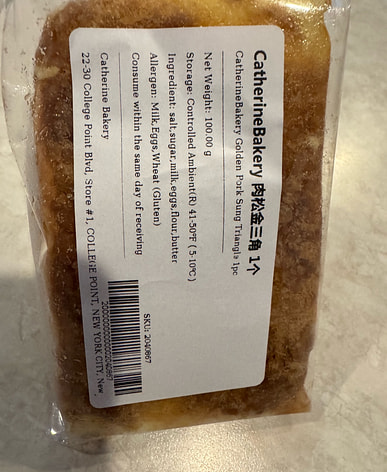 CatherineBakery 肉松金三角 1个
CatherineBakery Golden Pork Sung Triangle 1pc
Net Weight: 100.00 g
Storage: Controlled Ambient(R) 41-50°F ( 5-10°C)
Ingredient: salt,sugar,milk,eggs,flour,butter
Allergen: Milk,Eggs,Wheat (Gluten)
Consume within the same day of receiving
SKU: 2040867
Catherine Bakery
22-30 College Point Blvd, Store #1, COLLEGE POINT, NEW YORK CITY, New